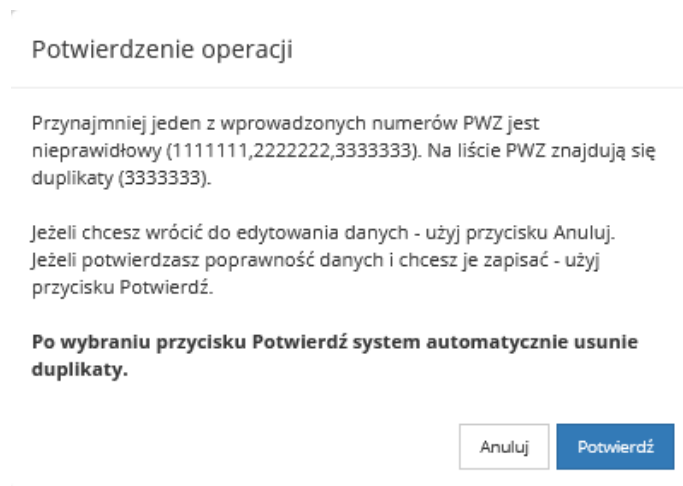 Potwierdzenie operacji
Przynajmniej jeden z wprowadzonych numerów PWZ jest
nieprawidłowy (1111111,2222222,3333333). Na liście PWZ znajdują się
duplikaty (3333333).
Jeżeli chcesz wrócić do edytowania danych - użyj przycisku Anuluj.
Jeżeli potwierdzasz poprawność danych i chcesz je zapisać - użyj
przycisku Potwierdź.
Po wybraniu przycisku Potwierdź system automatycznie usunie
duplikaty.
Anuluj
Potwierdź